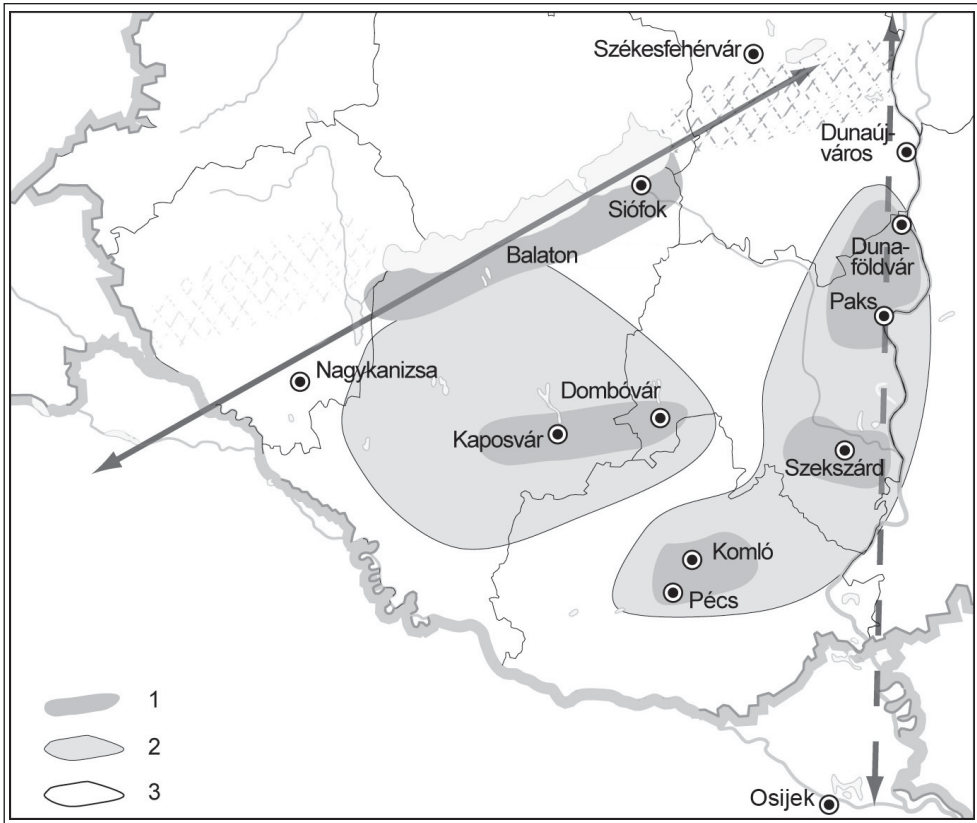 Székesfehérvár
Dunaúj-
város
Siófok
Duna-
földvár
Balaton
Paks
Nagykanizsa
Dombóvár
Kaposvár
Szekszárd
Komló
Pécs
1
2
3
Osijek